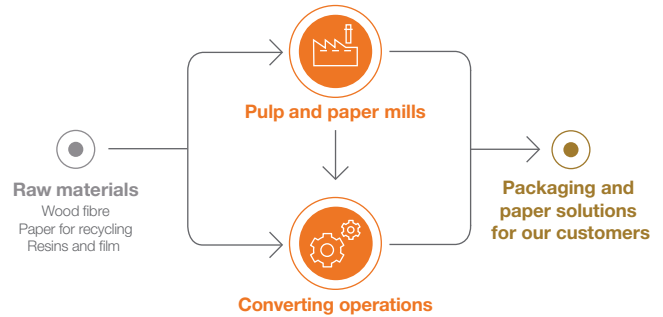 Pulp and paper mills
Raw materials
Wood fibre
Paper for recycling
Resins and film
Packaging and
paper solutions
for our customers
Converting operations